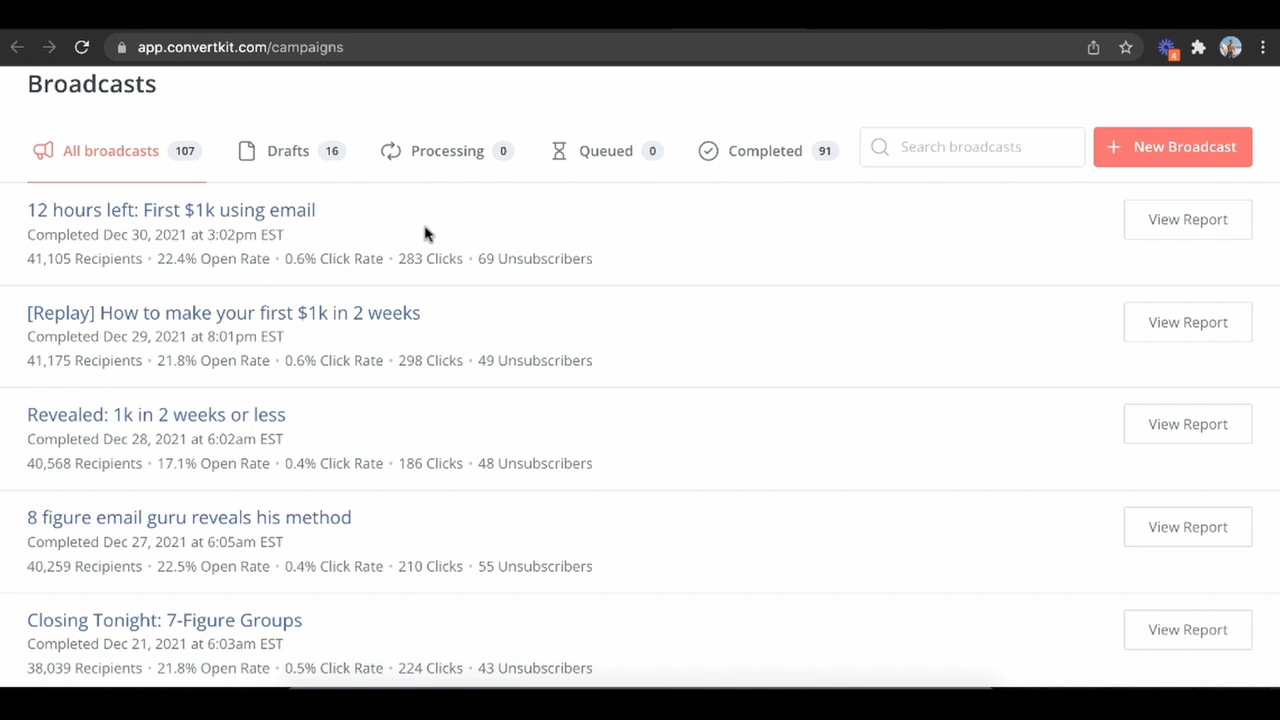 app.convertkit.com/campaigns
4
Broadcasts
All broadcasts 107 Drafts 16 Processing 0 Queued 0 Completed 91 Search broadcasts + New Broadcast
12 hours left: First $1k using email
Completed Dec 30, 2021 at 3:02pm EST
View Report
41,105 Recipients · 22.4% Open Rate · 0.6% Click Rate · 283 Clicks · 69 Unsubscribers
[Replay] How to make your first $1k in 2 weeks
Completed Dec 29, 2021 at 8:01pm EST
View Report
41,175 Recipients · 21.8% Open Rate · 0.6% Click Rate · 298 Clicks · 49 Unsubscribers
Revealed: 1k in 2 weeks or less
Completed Dec 28, 2021 at 6:02am EST
View Report
40,568 Recipients · 17.1% Open Rate · 0.4% Click Rate · 186 Clicks · 48 Unsubscribers
8 figure email guru reveals his method
Completed Dec 27, 2021 at 6:05am EST
View Report
40,259 Recipients · 22.5% Open Rate · 0.4% Click Rate · 210 Clicks · 55 Unsubscribers
Closing Tonight: 7-Figure Groups
Completed Dec 21, 2021 at 6:03am EST
View Report
38,039 Recipients · 21.8% Open Rate · 0.5% Click Rate · 224 Clicks · 43 Unsubscribers